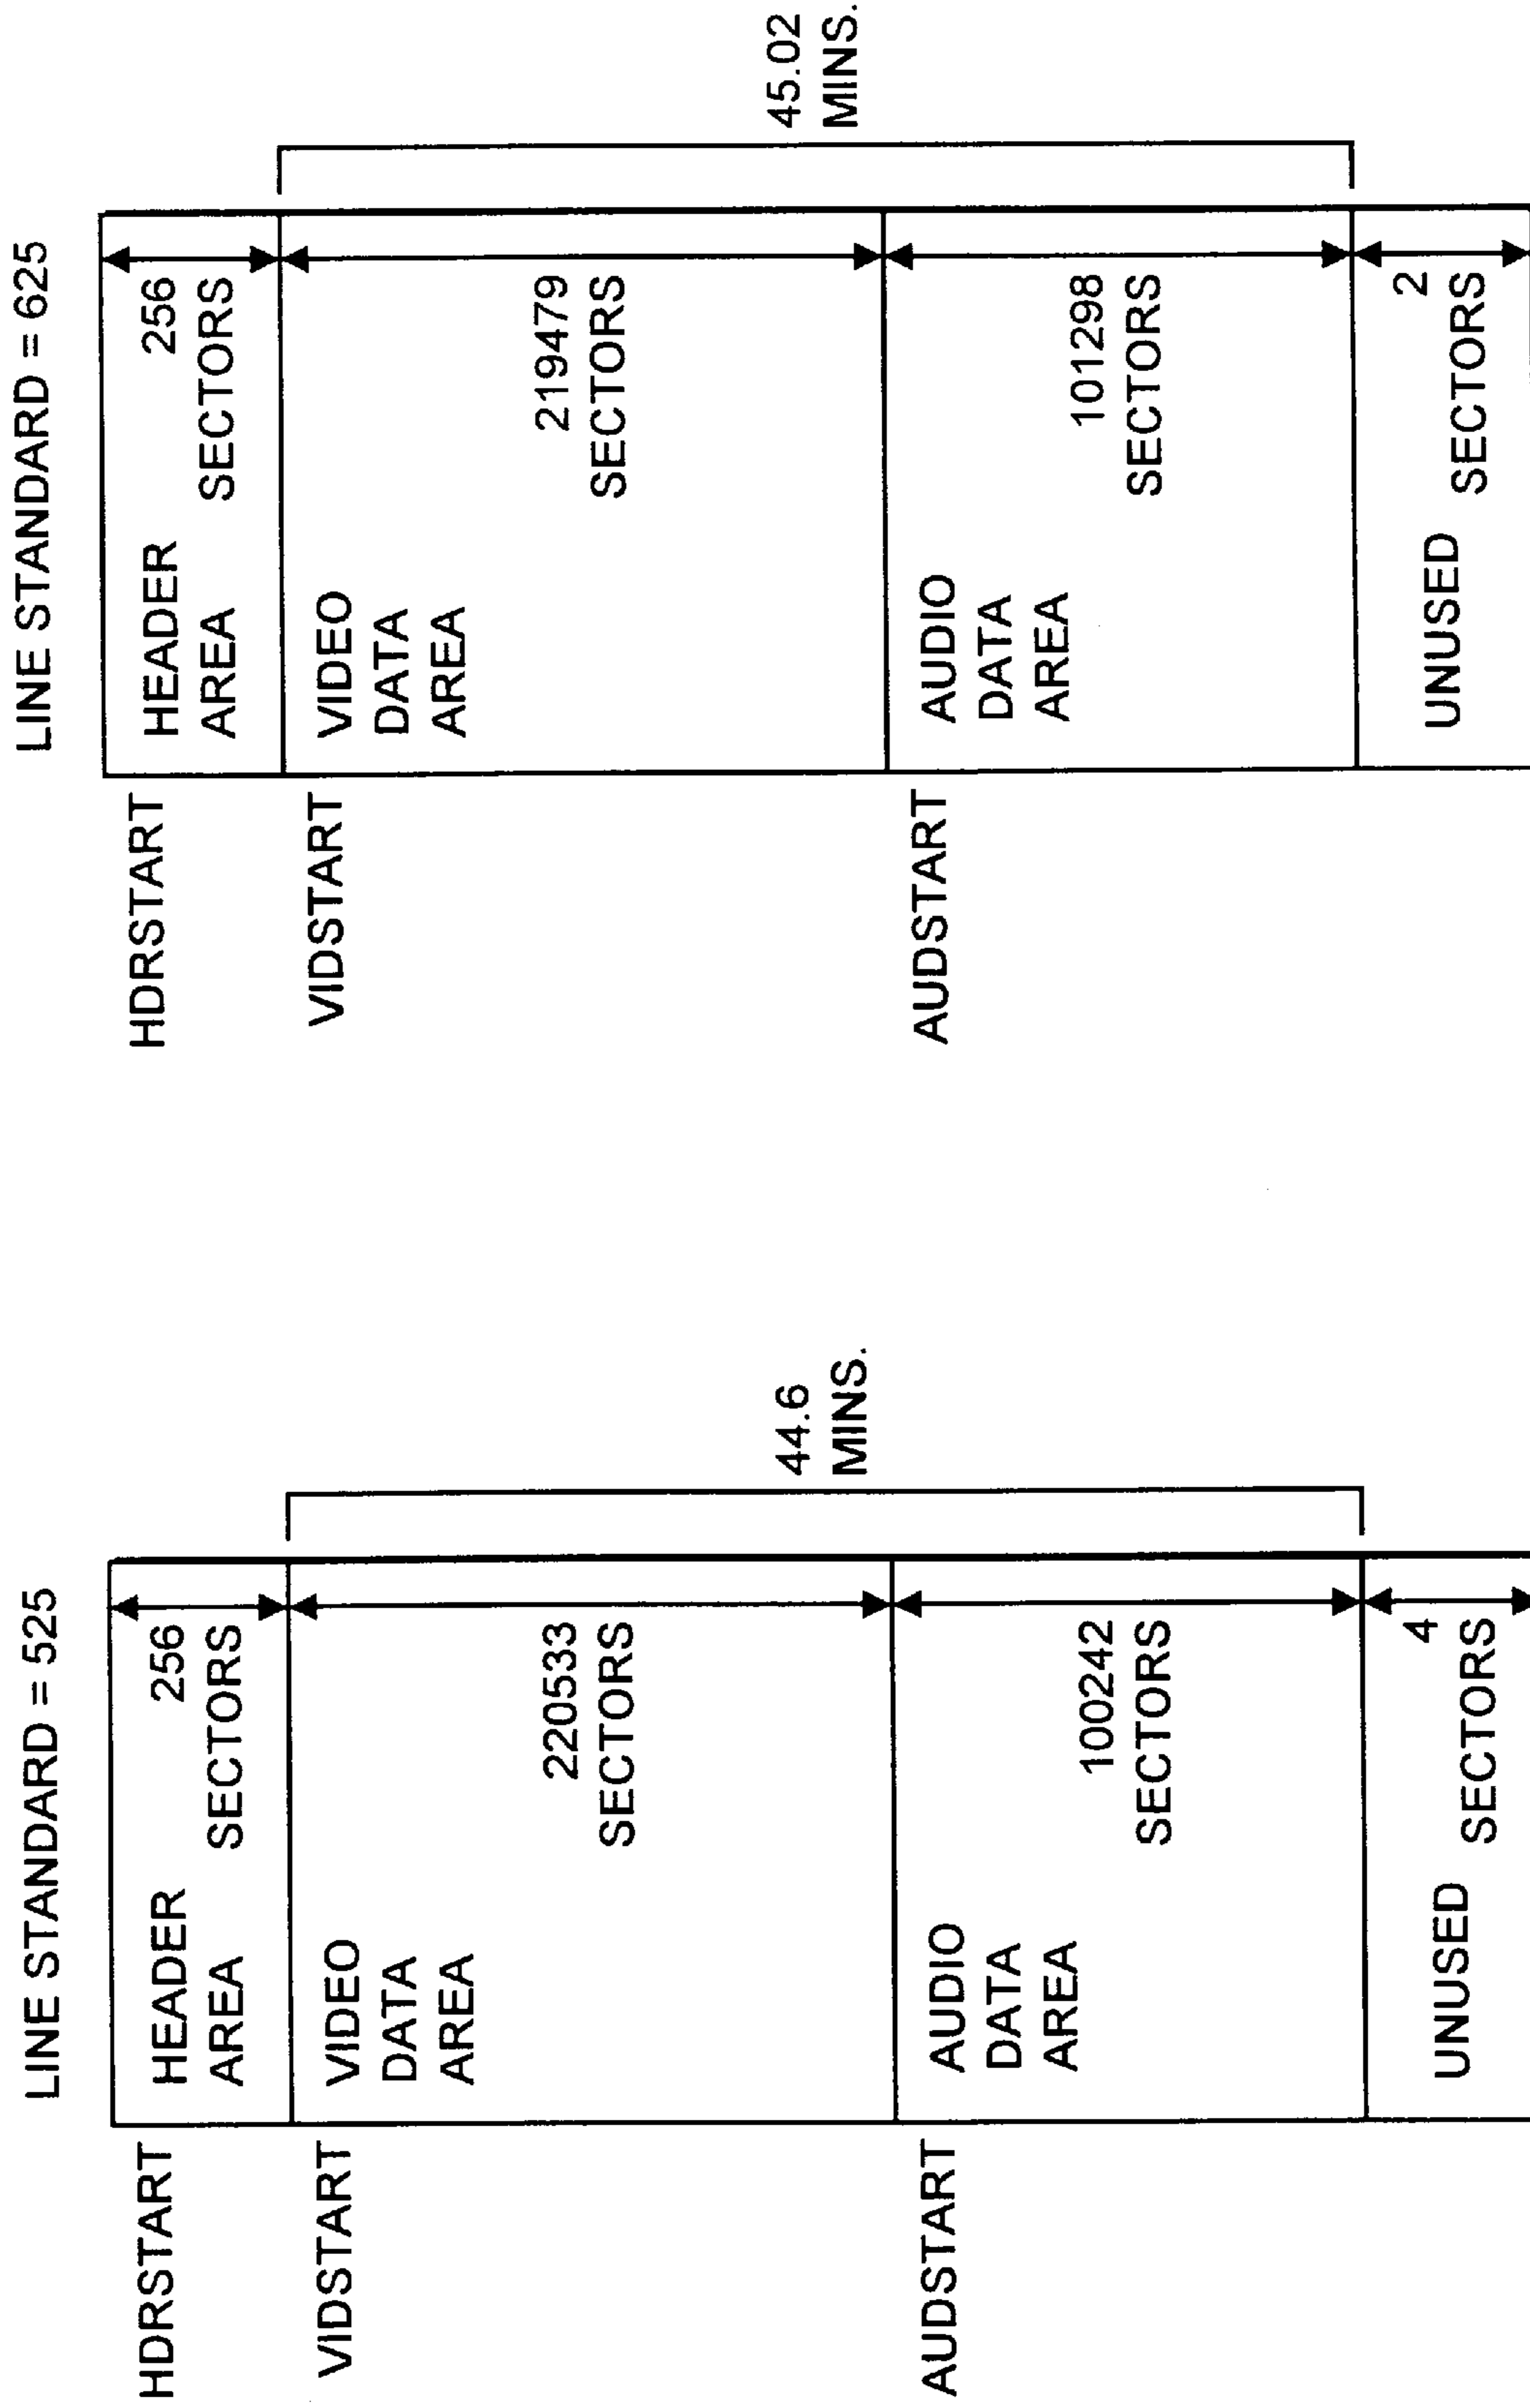 LINE STANDARD = 525
HDRSTART
HEADER
AREA
256
SECTORS
VIDSTART
VIDEO
DATA
AREA
220533
SECTORS
44.6
MINS.
AUDSTART
AUDIO
DATA
AREA
100242
SECTORS
UNUSED
4
SECTORS
LINE STANDARD = 625
HDRSTART
HEADER
AREA
256
SECTORS
VIDSTART
VIDEO
DATA
AREA
219479
SECTORS
45.02
MINS.
AUDSTART
AUDIO
DATA
AREA
101298
SECTORS
UNUSED
2
SECTORS